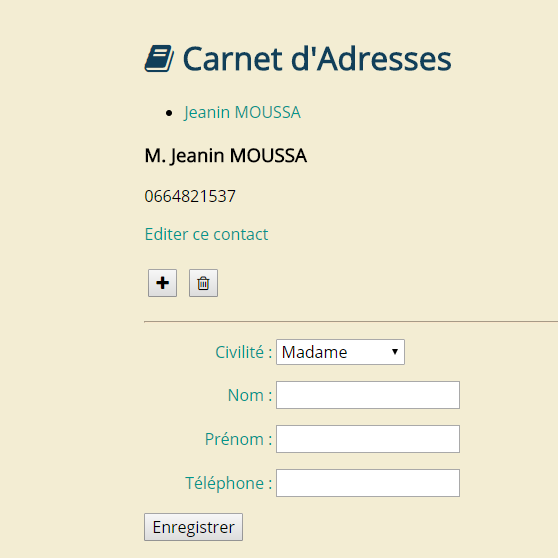 Carnet d'Adresses
Jeanin MOUSSA
M. Jeanin MOUSSA
0664821537
Editer ce contact
Civilité : Madame
Nom :
Prénom :
Téléphone :
Enregistrer